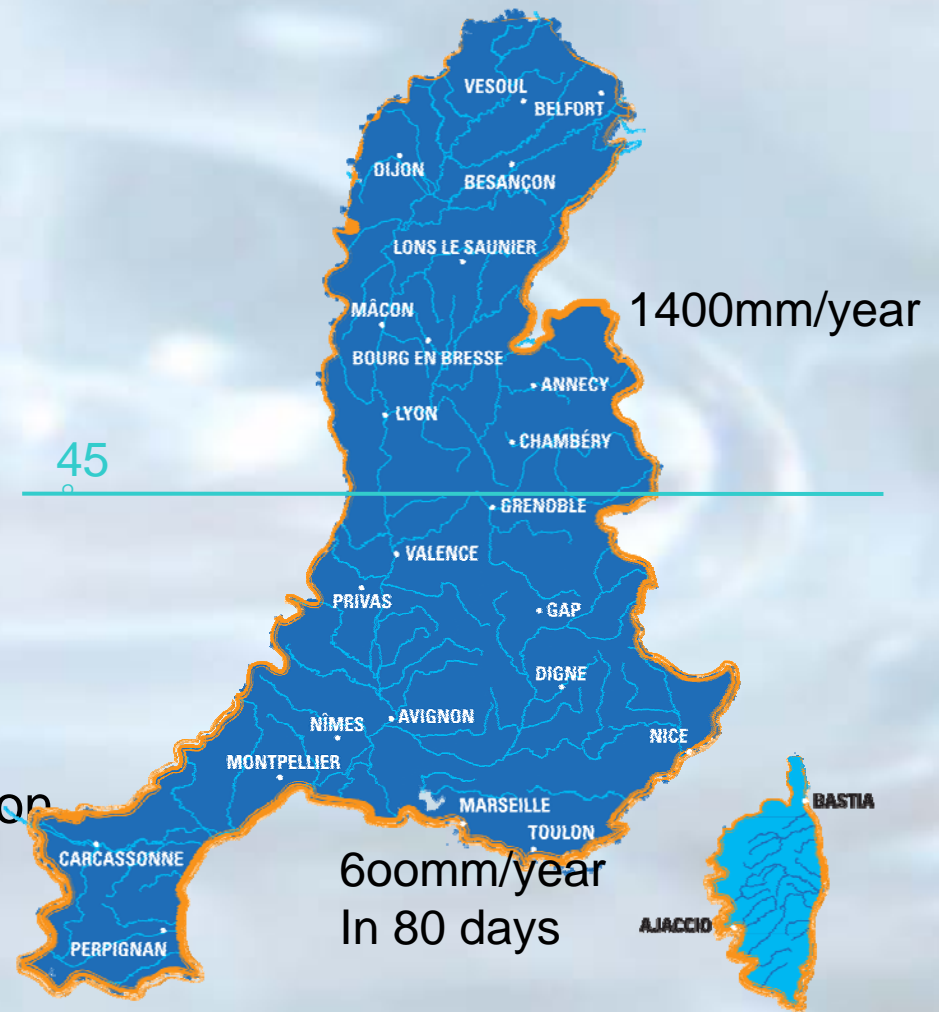 VESOUL
BELFORT
DIJON
BESANÇON
LONS LE SAUNIER
1400mm/year
MÂCON
BOURG EN BRESSE
ANNECY
LYON
CHAMBÉRY
45
GRENOBLE
VALENCE
PRIVAS
GAP
DIGNE
AVIGNON
NÎMES
NICE
MONTPELLIER
on
MARSEILLE
BASTIA
TOULON
CARCASSONNE
6oomm/year
In 80 days
AJACCIO
PERPIGNAN